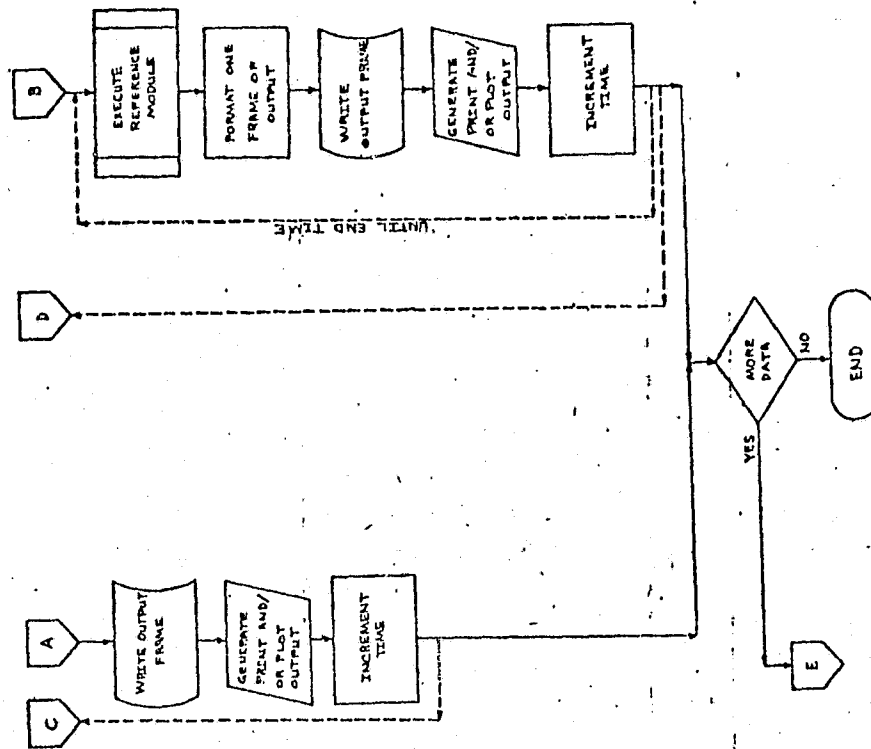 A
WRITE OUTPUT
FRAME
GENERATE
PRINT AND/
OR PLOT
OUTPUT
INCREMENT
TIME
C
B
EXECUTE
REFERENCE
MODULE
FORMAT ONE
FRAME OF
OUTPUT
WRITE
OUTPUT FRAME
GENERATE
PRINT AND/
OR PLOT
OUTPUT
INCREMENT
TIME
UNTIL END TIME
D
MORE
DATA
YES
NO
E
END